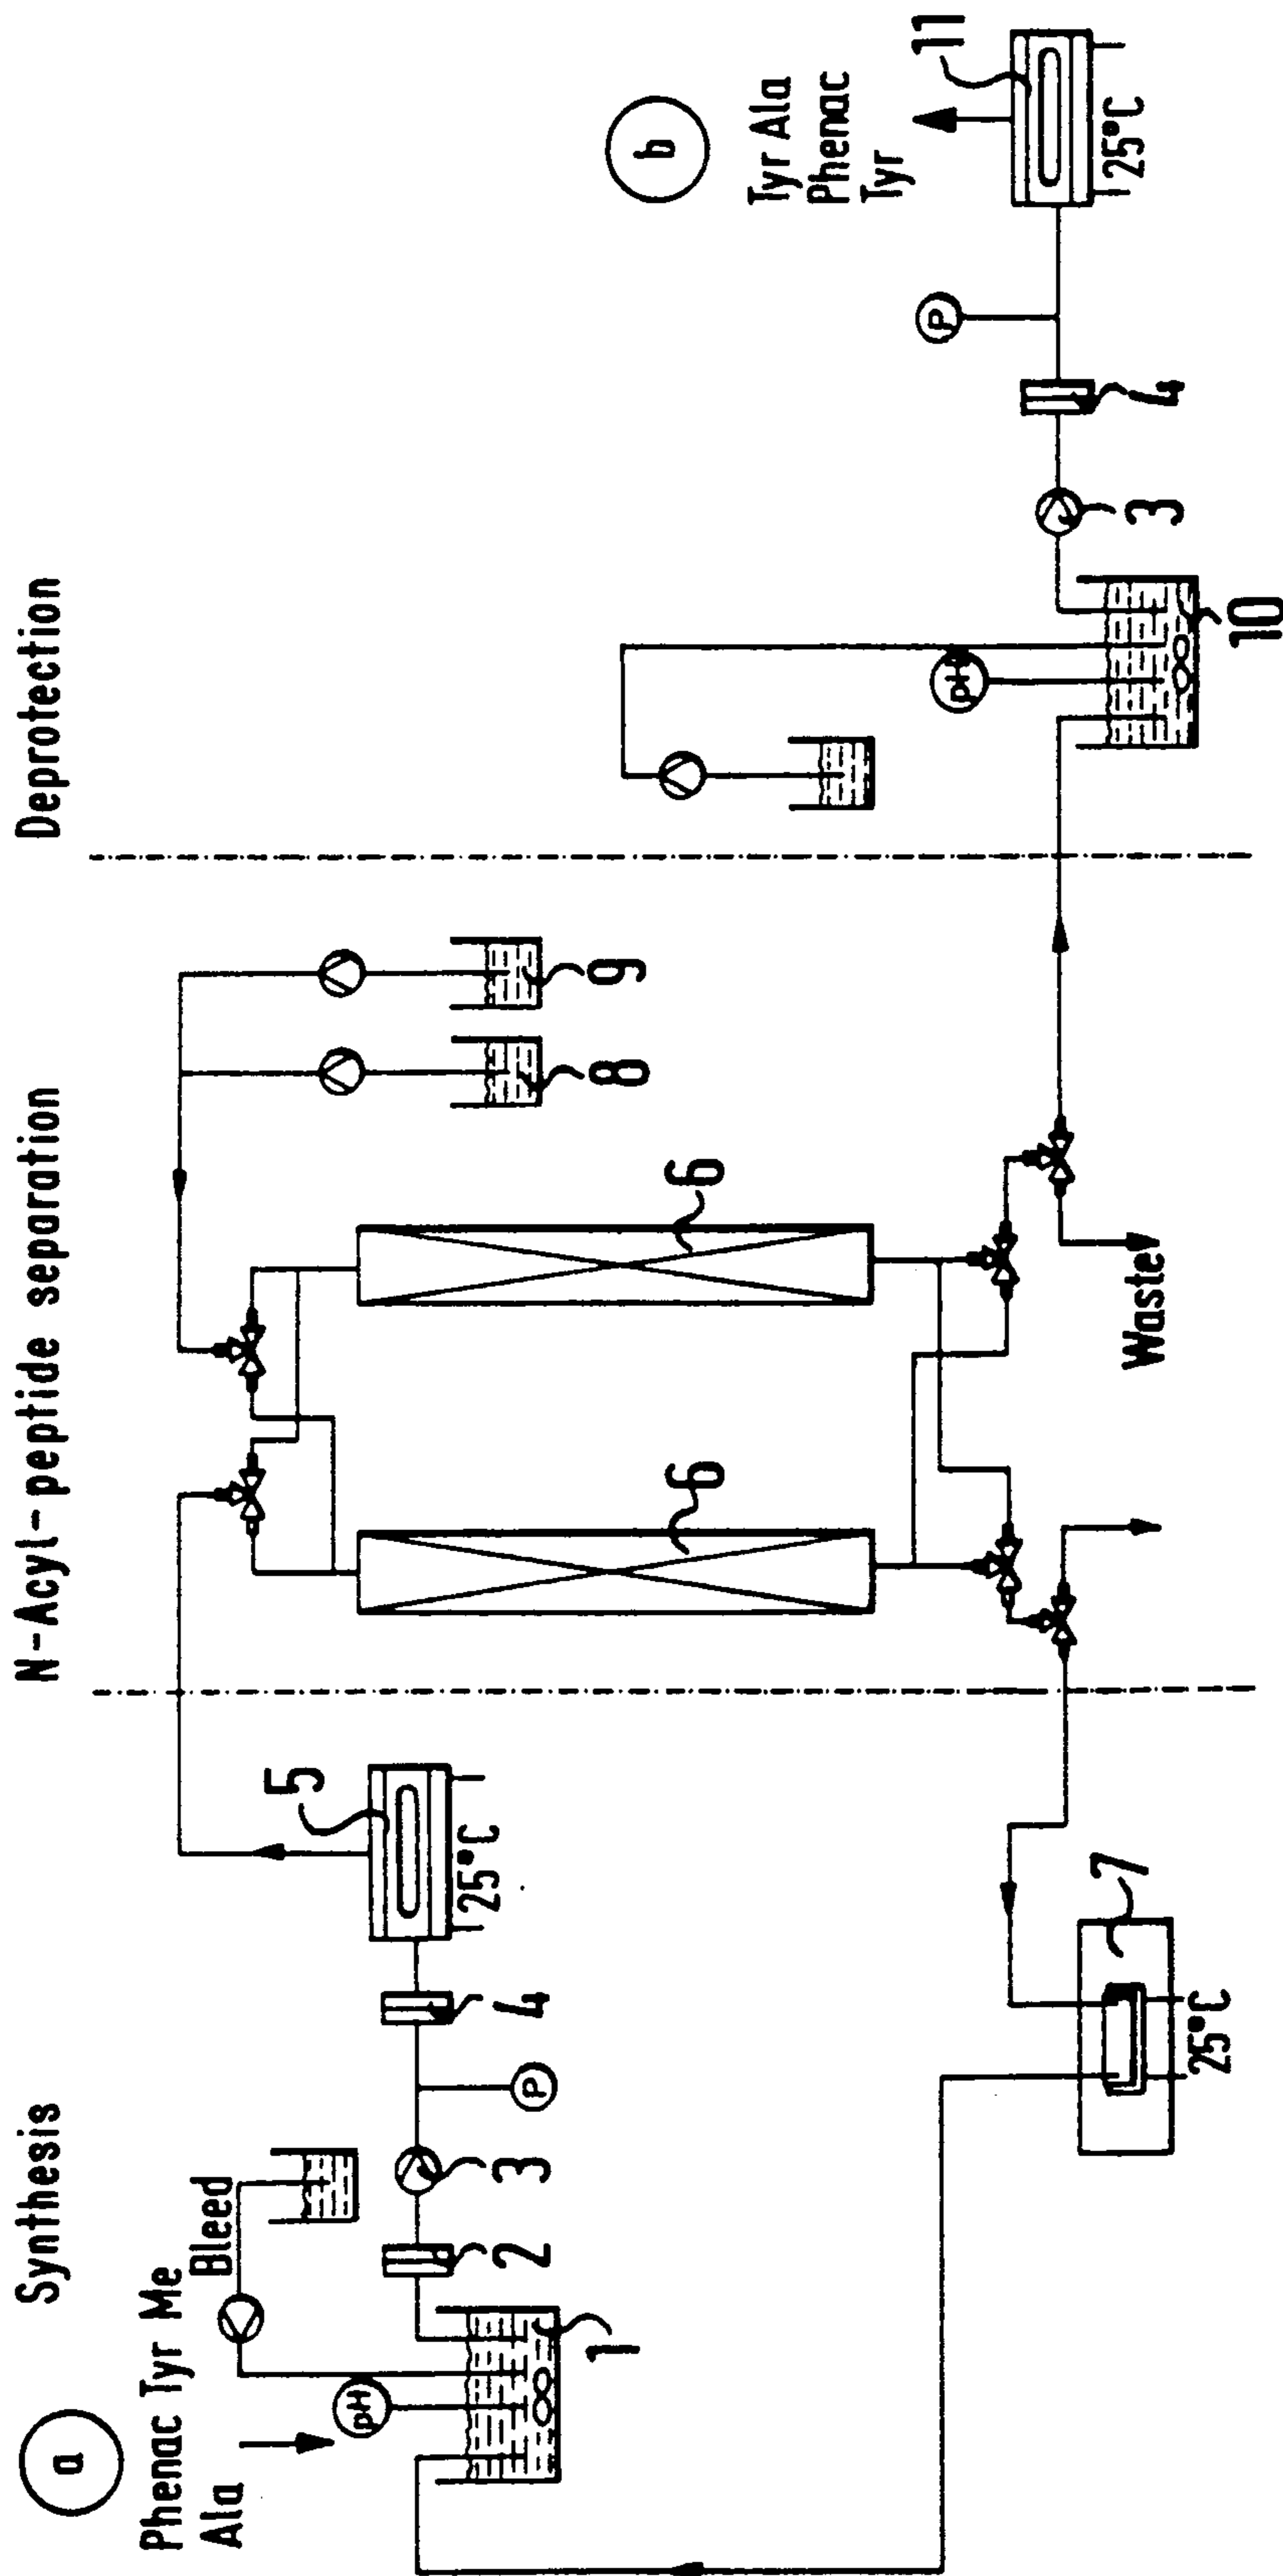 Synthesis
N-Acyl-peptide separation
Deprotection
a
Phenac Tyr Me
Ala
Bleed
pH
1
2
3
P
4
5
25°C
7
25°C
6
6
8
9
Waste
pH
10
3
4
P
b
Tyr Ala
Phenac
Tyr
11
25°C